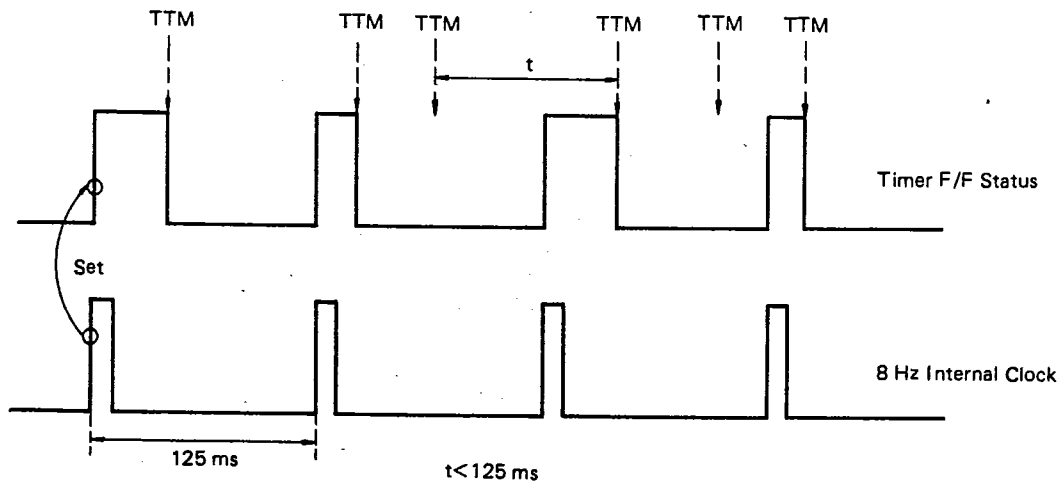 TTM TTM TTM TTM TTM TTM
t
Timer F/F Status
Set
8 Hz Internal Clock
125 ms
t<125 ms